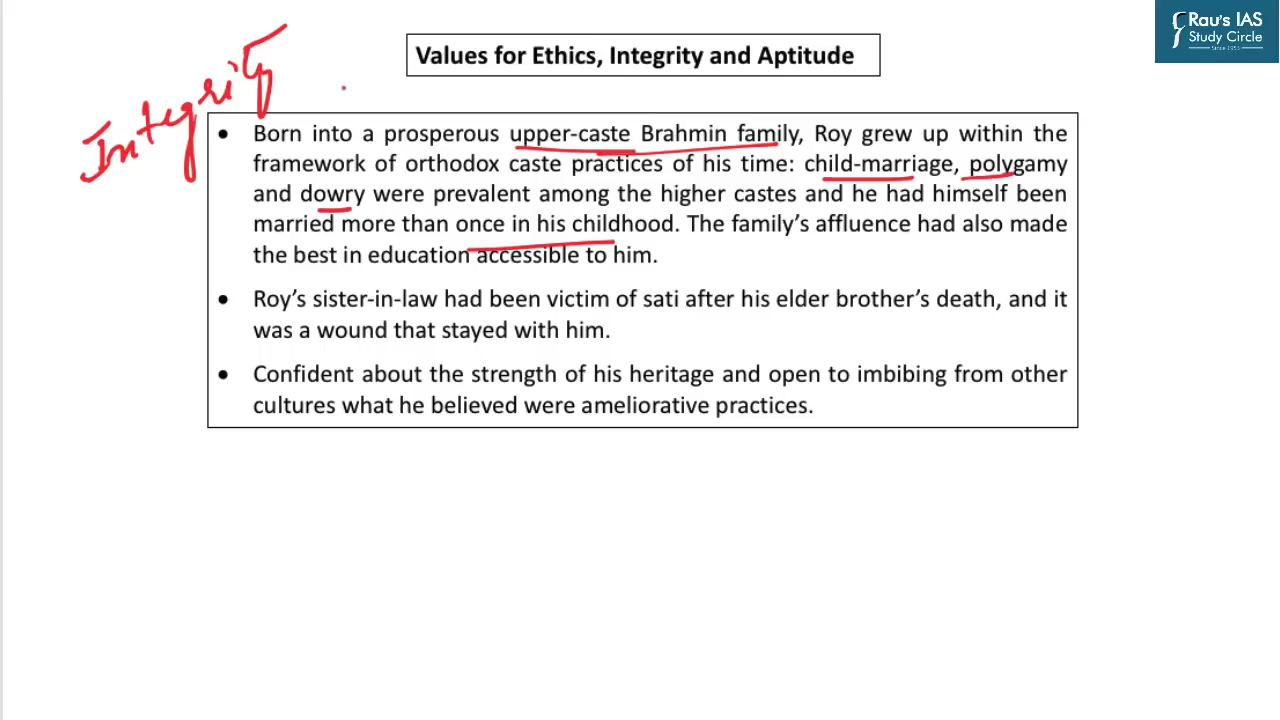 Rau's IAS
Study Circle
Since 1953
Values for Ethics, Integrity and Aptitude
Integrity
• Born into a prosperous upper-caste Brahmin family, Roy grew up within the
framework of orthodox caste practices of his time: child-marriage, polygamy
and dowry were prevalent among the higher castes and he had himself been
married more than once in his childhood. The family's affluence had also made
the best in education accessible to him.
• Roy's sister-in-law had been victim of sati after his elder brother's death, and it
was a wound that stayed with him.
• Confident about the strength of his heritage and open to imbibing from other
cultures what he believed were ameliorative practices.